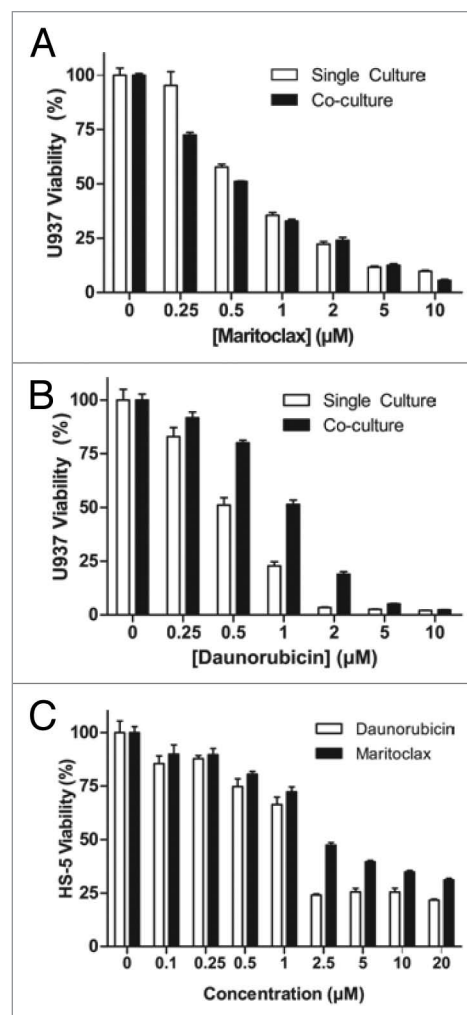 A
U937 Viability (%)
100
75
50
25
0
Single Culture
Co-culture
0 0.25 0.5 1 2 5 10
[Maritoclax] (µM)
B
U937 Viability (%)
100
75
50
25
0
Single Culture
Co-culture
0 0.25 0.5 1 2 5 10
[Daunorubicin] (µM)
C
HS-5 Viability (%)
100
75
50
25
0
Daunorubicin
Maritoclax
0 0.1 0.25 0.5 1 2.5 5 10 20
Concentration (µM)